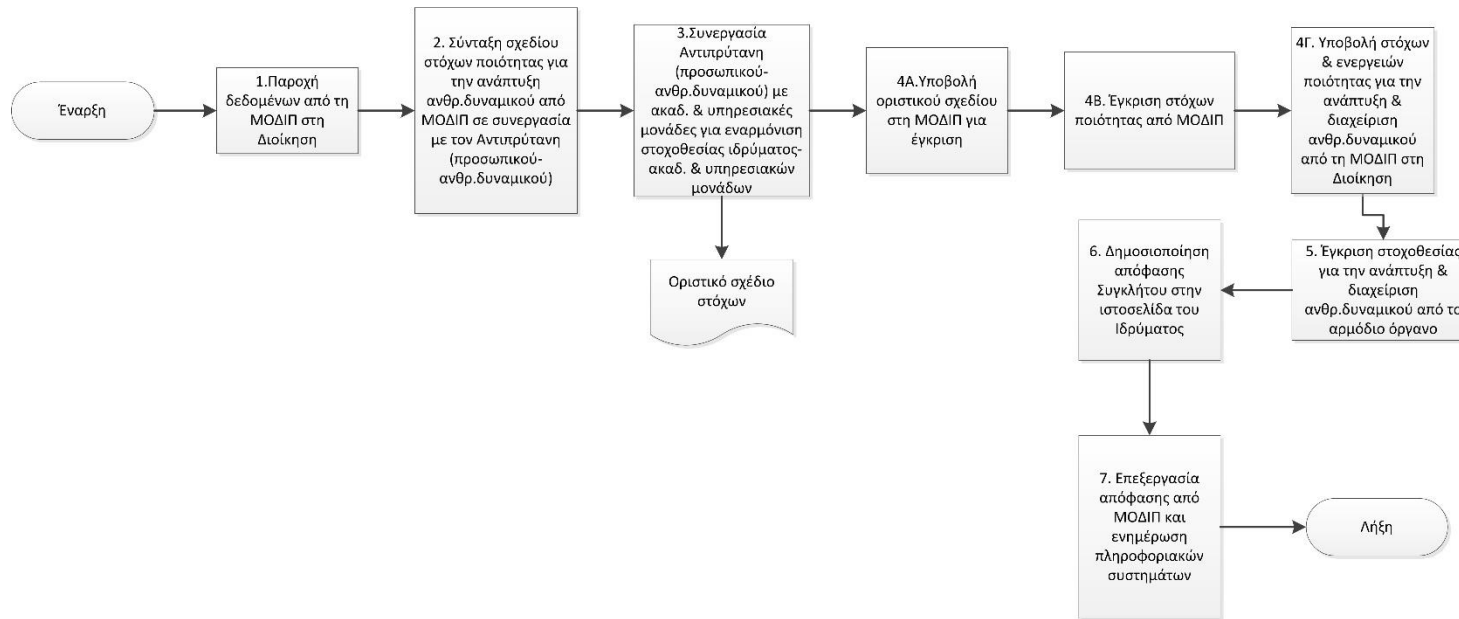 Έναρξη
1.Παροχή
δεδομένων από τη
ΜΟΔΙΠ στη
Διοίκηση
2. Σύνταξη σχεδίου
στόχων ποιότητας για
την ανάπτυξη
ανθρ.δυναμικού από
ΜΟΔΙΠ σε συνεργασία
με τον Αντιπρύτανη
(προσωπικού-
ανθρ.δυναμικού)
3.Συνεργασία
Αντιπρύτανη
(προσωπικού-
ανθρ.δυναμικού) με
ακαδ. & υπηρεσιακές
μονάδες για εναρμόνιση
στοχοθεσίας ιδρύματος-
ακαδ. & υπηρεσιακών
μονάδων
Οριστικό σχέδιο
στόχων
4Α.Υποβολή
οριστικού σχεδίου
στη ΜΟΔΙΠ για
έγκριση
4Β. Έγκριση στόχων
ποιότητας από ΜΟΔΙΠ
4Γ. Υποβολή στόχων
& ενεργειών
ποιότητας για την
ανάπτυξη &
διαχείριση
ανθρ.δυναμικού
από τη ΜΟΔΙΠ στη
Διοίκηση
5. Έγκριση στοχοθεσίας
για την ανάπτυξη &
διαχείριση
ανθρ.δυναμικού από το
αρμόδιο όργανο
6. Δημοσιοποίηση
απόφασης
Συγκλήτου στην
ιστοσελίδα του
Ιδρύματος
7. Επεξεργασία
απόφασης από
ΜΟΔΙΠ και
ενημέρωση
πληροφοριακών
συστημάτων
Λήξη